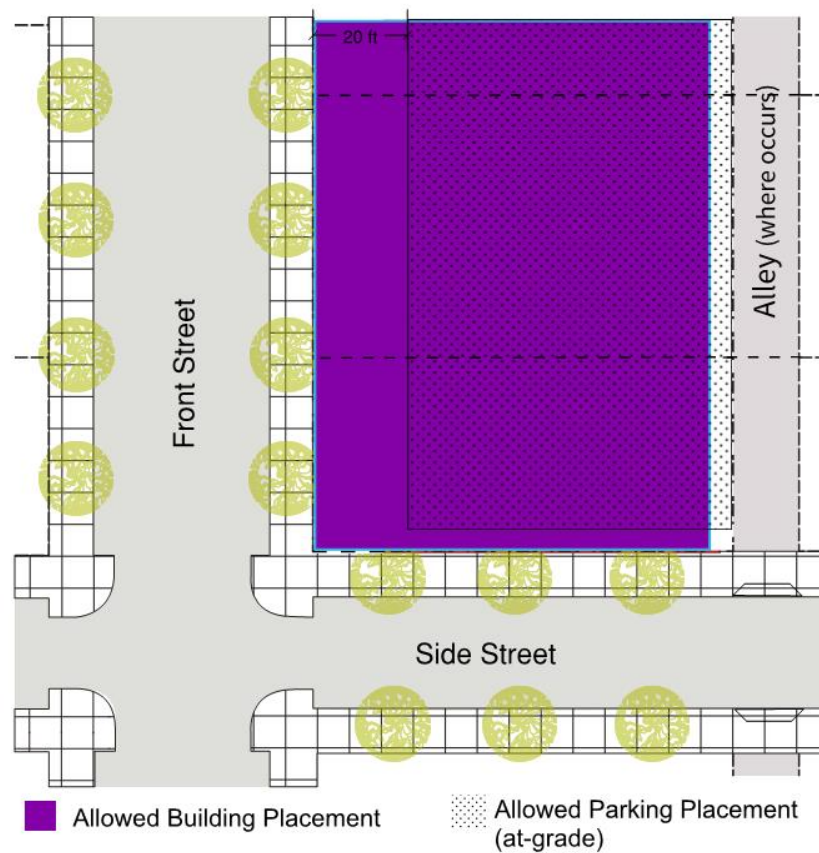 20 ft
Alley (where occurs)
Front Street
Side Street
Allowed Building Placement
Allowed Parking Placement
(at-grade)